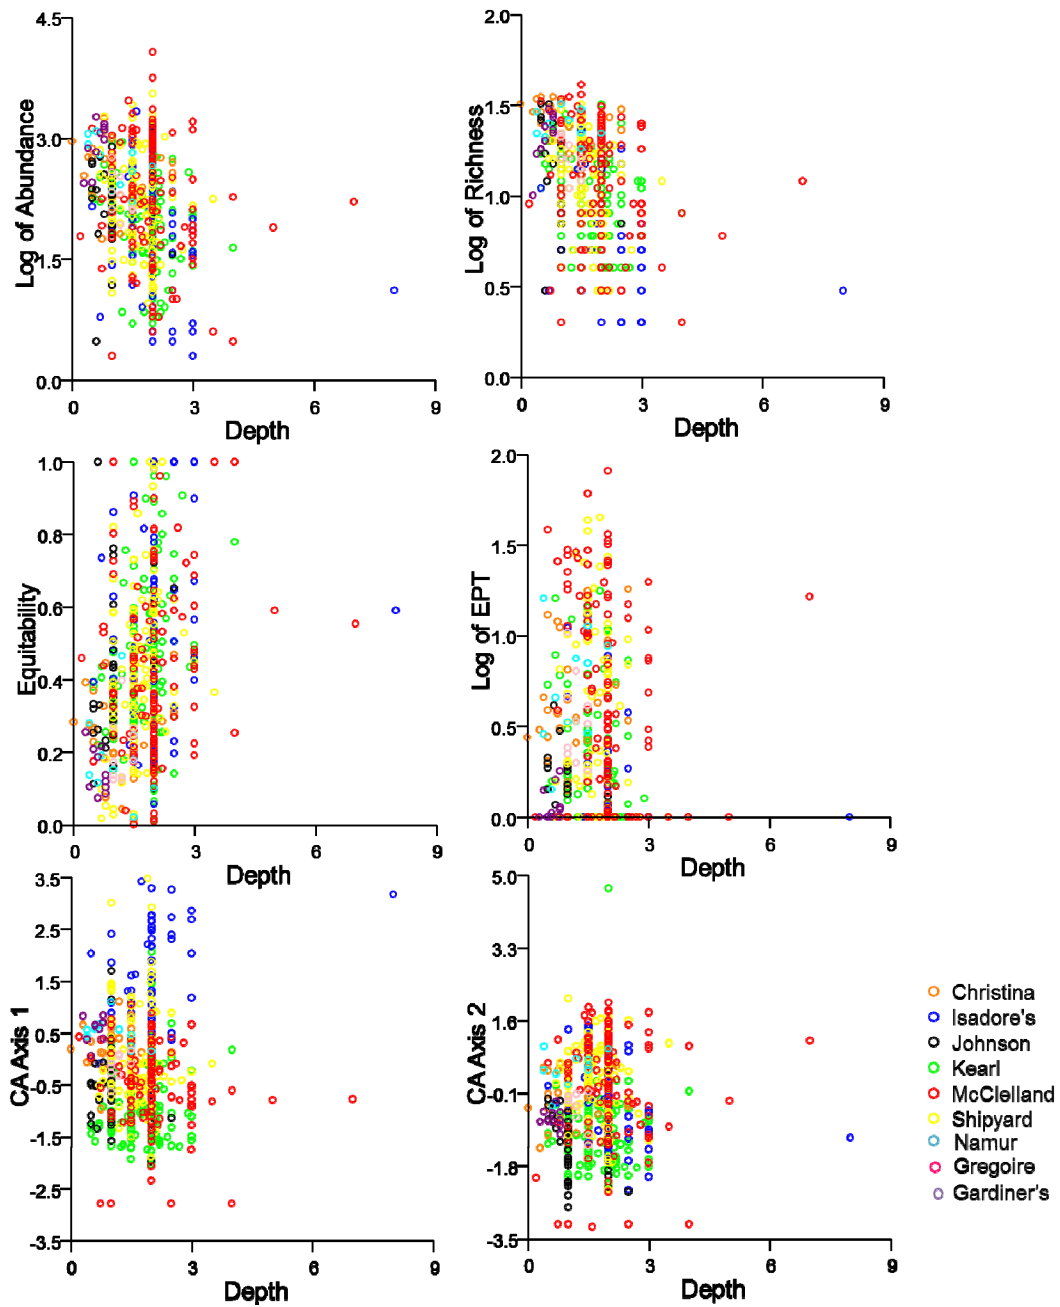 4.5
3.0
1.5
0.0
0 3 6 9
Log of Abundance
Depth
2.0
1.5
1.0
0.5
0.0
0 3 6 9
Log of Richness
Depth
1.0
0.8
0.6
0.4
0.2
0.0
0 3 6 9
Equitability
Depth
2.0
1.5
1.0
0.5
0.0
0 3 6 9
Log of EPT
Depth
3.5
2.5
1.5
0.5
-0.5
-1.5
-2.5
-3.5
0 3 6 9
CA Axis 1
Depth
5.0
3.3
1.6
-0.1
-1.8
-3.5
0 3 6 9
CA Axis 2
Depth
Christina
Isadore's
Johnson
Kearl
McClelland
Shipyard
Namur
Gregoire
Gardiner's